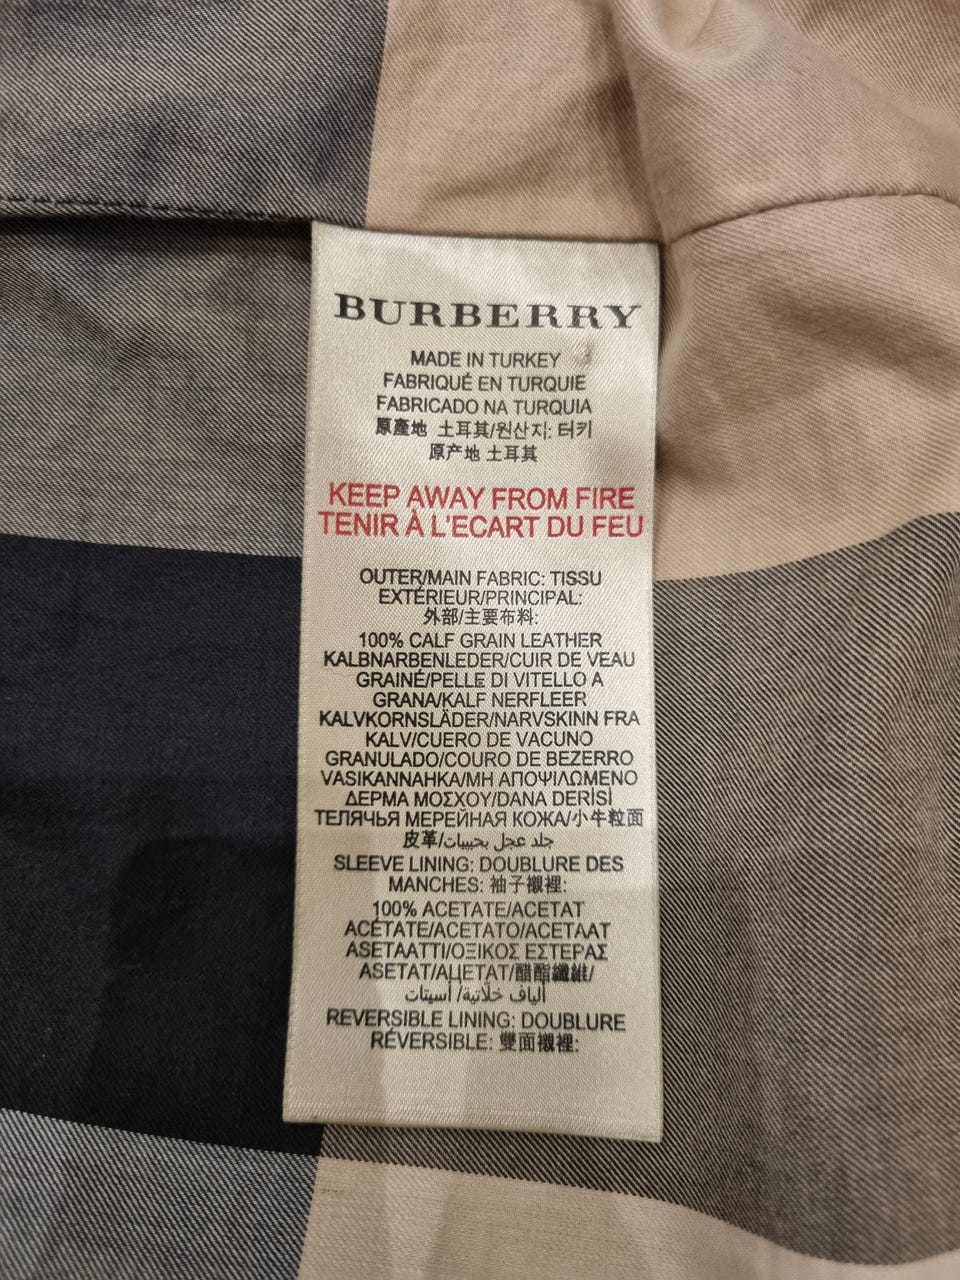 BURBERRY
MADE IN TURKEY
FABRIQUÉ EN TURQUIE
FABRICADO NA TURQUIA
原產地 土耳其/원산지: 터키
原产地 土耳其
KEEP AWAY FROM FIRE
TENIR À L'ECART DU FEU
OUTER/MAIN FABRIC: TISSU
EXTÉRIEUR/PRINCIPAL:
外部/主要布料:
100% CALF GRAIN LEATHER
KALBNARBENLEDER/CUIR DE VEAU
GRAINÉ/PELLE DI VITELLO A
GRANA/KALF NERFLEER
KALVKORNSLÄDER/NARVSKINN FRA
KALV/CUERO DE VACUNO
GRANULADO/COURO DE BEZERRO
VASIKANNAHKA/ΜΗ ΑΠΟΨΙΛΩΜΕΝΟ
ΔΕΡΜΑ ΜΟΣΧΟΥ/DANA DERİSİ
ТЕЛЯЧЬЯ МЕРЕЙНАЯ КОЖА/小牛粒面
皮革/جلد عجل بحبيبات
SLEEVE LINING: DOUBLURE DES
MANCHES: 袖子襯裡:
100% ACETATE/ACETAT
ACÉTATE/ACETATO/ACETAAT
ASETAATTI/ΟΞΙΚΟΣ ΕΣΤΕΡΑΣ
ASETAT/АЦЕТАТ/醋酯纖維/
ألياف خلّاتية/ أسيتات
REVERSIBLE LINING: DOUBLURE
RÉVERSIBLE: 雙面襯裡: